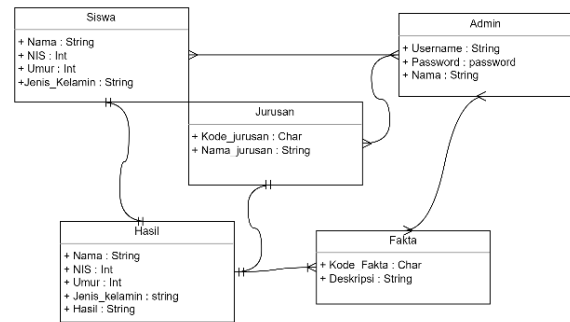 Siswa
+ Nama : String
+ NIS : Int
+ Umur : Int
+Jenis_Kelamin : String
Admin
+ Username : String
+ Password : password
+ Nama : String
Jurusan
+ Kode_jurusan : Char
+ Nama_jurusan : String
Hasil
+ Nama : String
+ NIS : Int
+ Umur : Int
+ Jenis_kelamin : string
+ Hasil : String
Fakta
+ Kode_Fakta : Char
+ Deskripsi : String